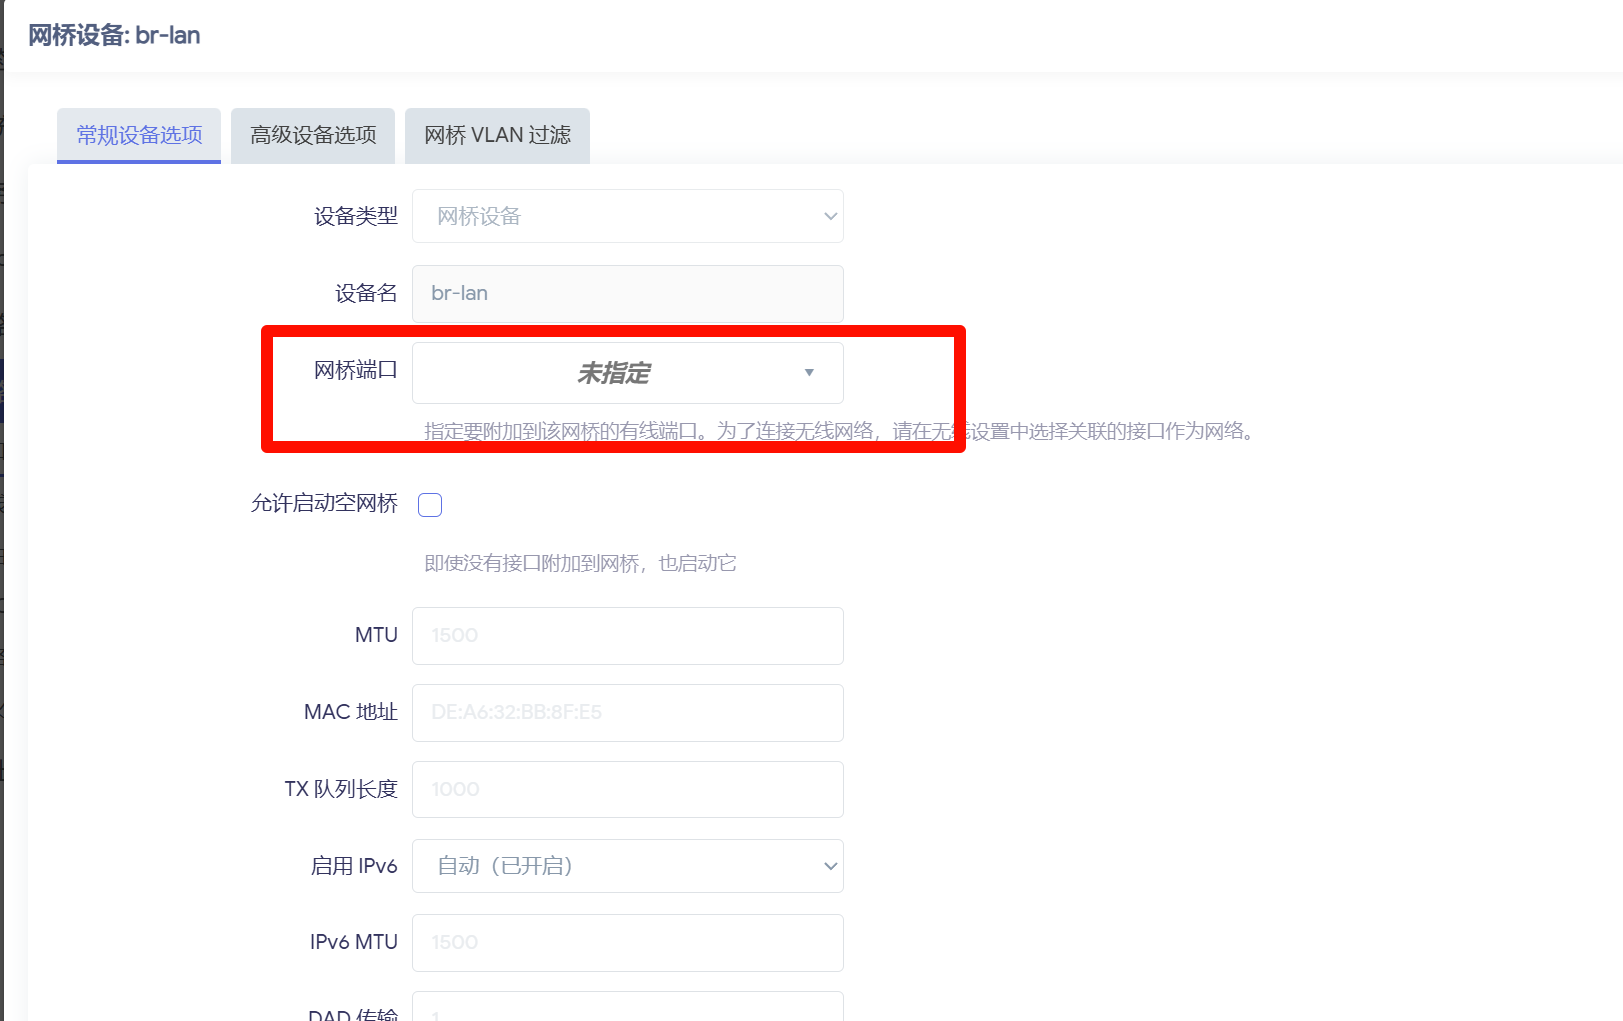 网桥设备: br-lan
常规设备选项 高级设备选项 网桥 VLAN 过滤
设备类型 网桥设备
设备名 br-lan
网桥端口 未指定
指定要附加到该网桥的有线端口。为了连接无线网络，请在无线设置中选择关联的接口作为网络。
允许启动空网桥
即使没有接口附加到网桥，也启动它
MTU 1500
MAC 地址 DE:A6:32:BB:8F:E5
TX 队列长度 1000
启用 IPv6 自动（已开启）
IPv6 MTU 1500
DAD 传输 1